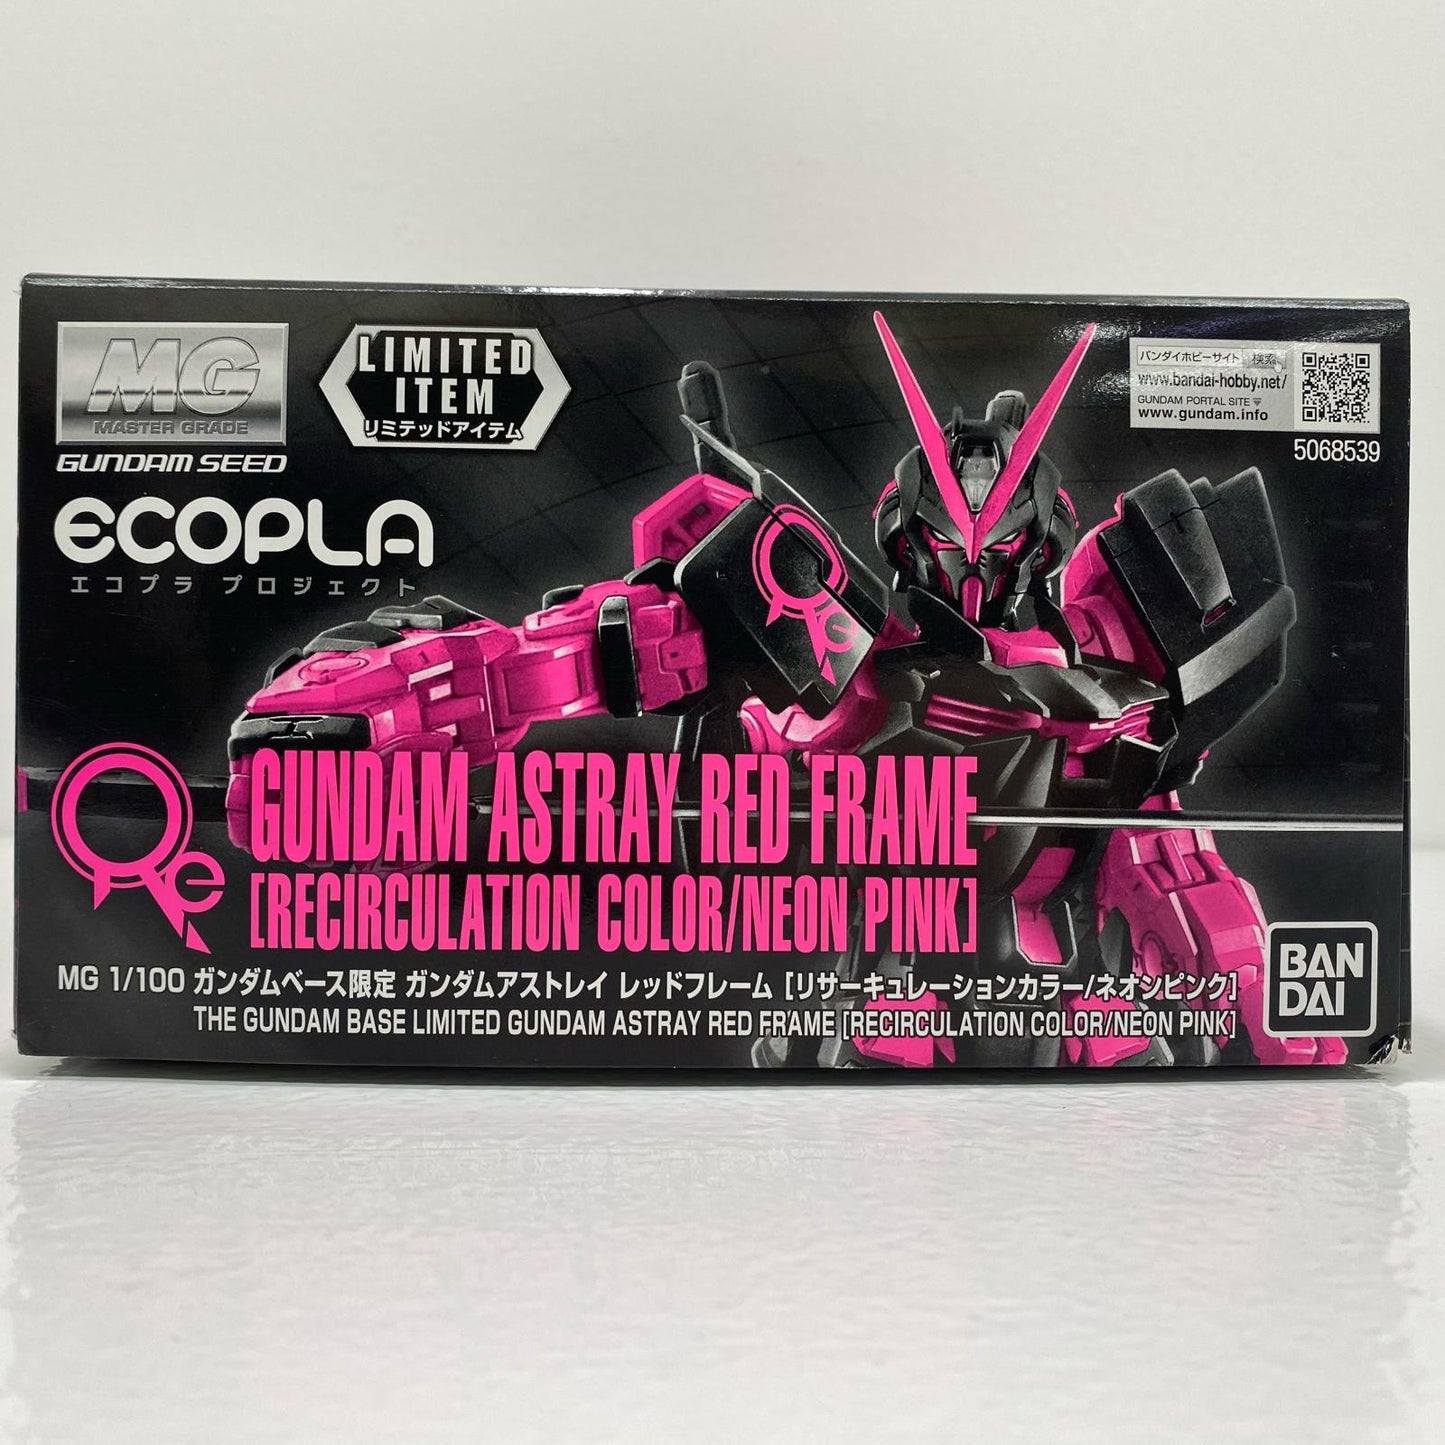 MG
MASTER GRADE
GUNDAM SEED
LIMITED
ITEM
リミテッドアイテム
ECOPLA
エコプラ プロジェクト
バンダイホビーサイト 検索
www.bandai-hobby.net/
GUNDAM PORTAL SITE
www.gundam.info
5068539
Re
Re
GUNDAM ASTRAY RED FRAME
[RECIRCULATION COLOR/NEON PINK]
MG 1/100 ガンダムベース限定 ガンダムアストレイ レッドフレーム [リサーキュレーションカラー/ネオンピンク]
THE GUNDAM BASE LIMITED GUNDAM ASTRAY RED FRAME [RECIRCULATION COLOR/NEON PINK]
BAN
DAI